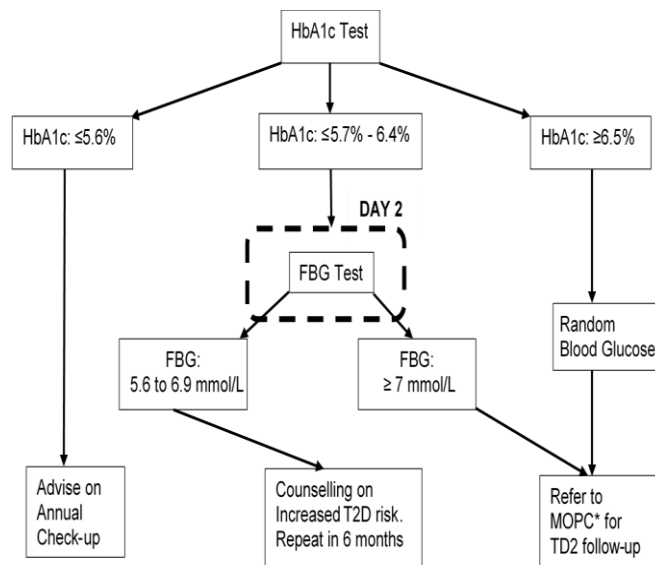 HbA1c Test
HbA1c: ≤5.6%
HbA1c: ≤5.7% - 6.4%
HbA1c: ≥6.5%
DAY 2
FBG Test
FBG:
5.6 to 6.9 mmol/L
FBG:
≥ 7 mmol/L
Random
Blood Glucose
Advise on
Annual
Check-up
Counselling on
Increased T2D risk.
Repeat in 6 months
Refer to
MOPC* for
TD2 follow-up